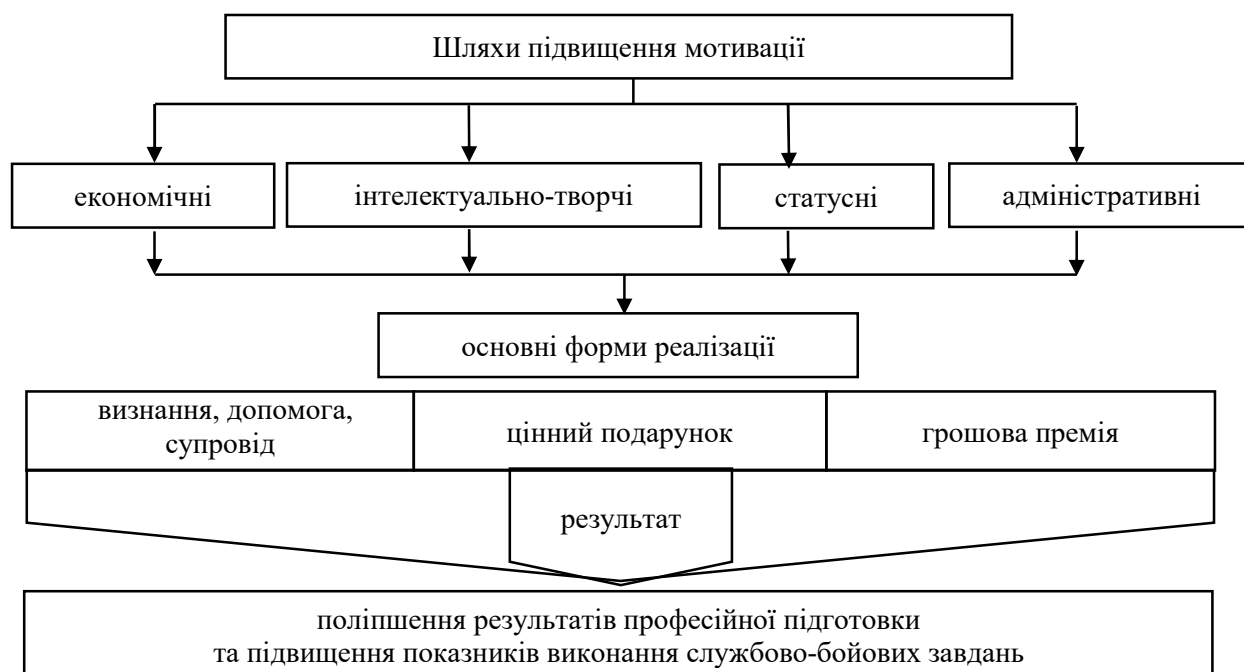 Шляхи підвищення мотивації
економічні
інтелектуально-творчі
статусні
адміністративні
основні форми реалізації
визнання, допомога,
супровід
цінний подарунок
грошова премія
результат
поліпшення результатів професійної підготовки
та підвищення показників виконання службово-бойових завдань